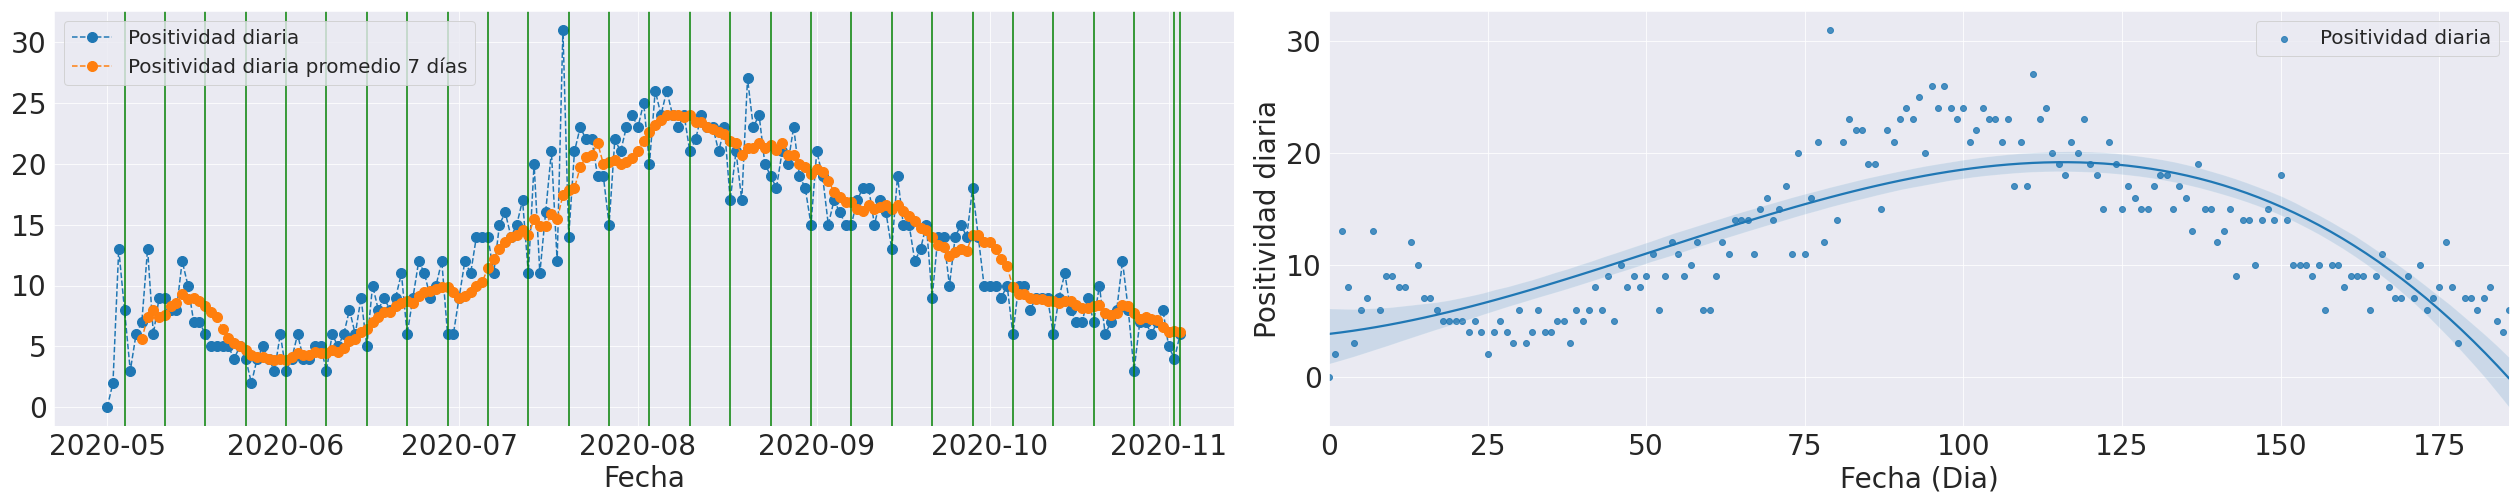 Positividad diaria
Positividad diaria promedio 7 días
30
25
20
15
10
5
0
2020-05 2020-06 2020-07 2020-08 2020-09 2020-10 2020-11
Fecha
Positividad diaria
Positividad diaria
30
20
10
0
0 25 50 75 100 125 150 175
Fecha (Dia)